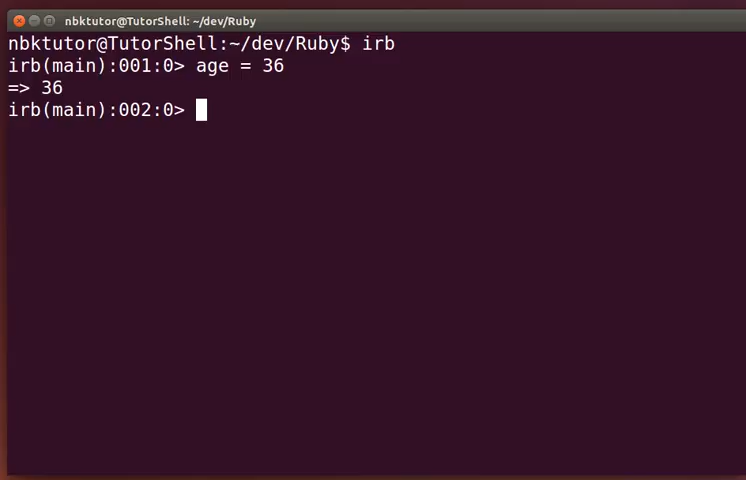 nbktutor@TutorShell: ~/dev/Ruby
nbktutor@TutorShell:~/dev/Ruby$ irb
irb(main):001:0> age = 36
=> 36
irb(main):002:0>